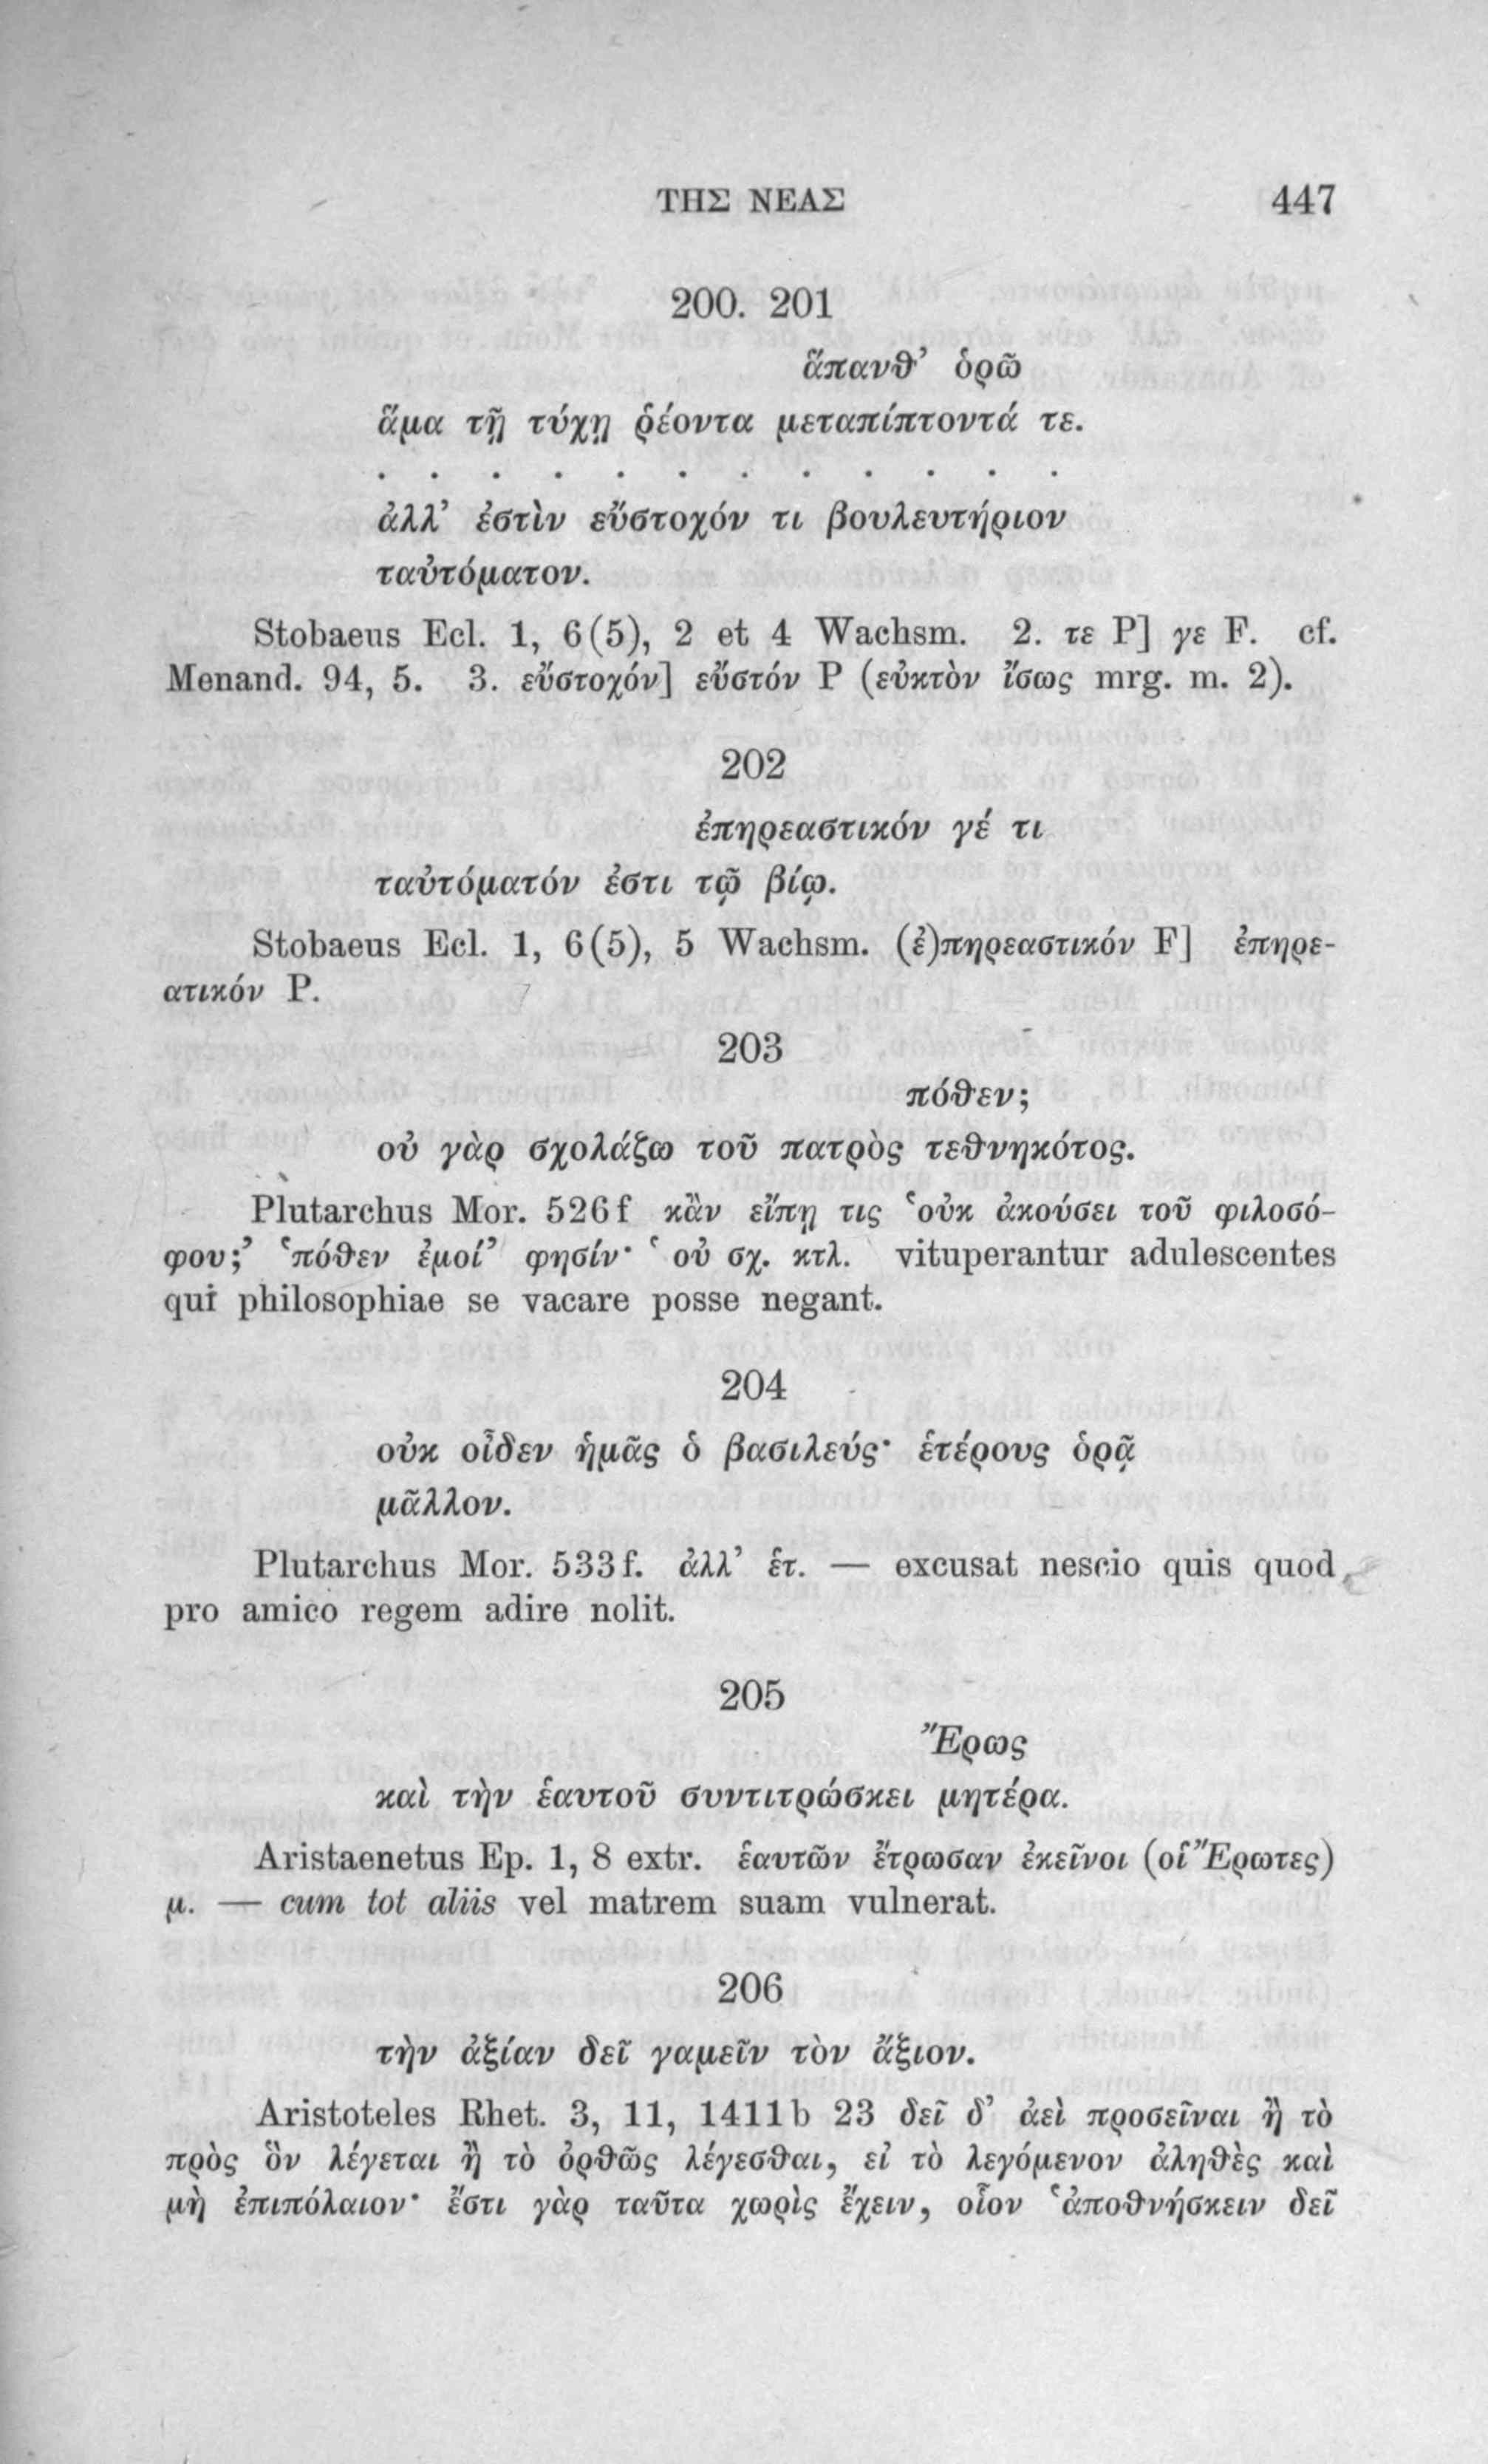 ΤΗΣ ΝΕΑΣ 447
200. 201
ἅπανθ’ ὁρῶ
ἅμα τῇ τύχῃ ῥέοντα μεταπίπτοντά τε.
. . . . . . . . . . . .
ἀλλ’ ἐστὶν εὔστοχόν τι βουλευτήριον
ταὐτόματον.
Stobaeus Ecl. 1, 6(5), 2 et 4 Wachsm. 2. τε P] γε F. cf.
Menand. 94, 5. 3. εὔστοχόν] εὔστόν P (εὐκτὸν ἴσως mrg. m. 2).
202
ἐπηρεαστικόν γέ τι
ταὐτόματόν ἐστι τῷ βίῳ.
Stobaeus Ecl. 1, 6(5), 5 Wachsm. (ἐ)πηρεαστικόν F] ἐπηρε-
ατικόν P.
203
πόθεν;
οὐ γὰρ σχολάζω τοῦ πατρὸς τεθνηκότος.
Plutarchus Mor. 526f κἂν εἴπῃ τις ‘οὐκ ἀκούσει τοῦ φιλοσό-
φου;’ ‘πόθεν ἐμοί’ φησίν· ‘ οὐ σχ. κτλ. vituperantur adulescentes
qui philosophiae se vacare posse negant.
204
οὐκ οἶδεν ἡμᾶς ὁ βασιλεύς· ἑτέρους ὁρᾷ
μᾶλλον.
Plutarchus Mor. 533f. ἀλλ’ ἑτ. — excusat nescio quis quod
pro amico regem adire nolit.
205
Ἔρως
καὶ τὴν ἑαυτοῦ συντιτρώσκει μητέρα.
Aristaenetus Ep. 1, 8 extr. ἑαυτῶν ἔτρωσαν ἐκεῖνοι (οἱ Ἔρωτες)
μ. — cum tot aliis vel matrem suam vulnerat.
206
τὴν ἀξίαν δεῖ γαμεῖν τὸν ἄξιον.
Aristoteles Rhet. 3, 11, 1411b 23 δεῖ δ’ ἀεὶ προσεῖναι ἢ τὸ
πρὸς ὃν λέγεται ἢ τὸ ὀρθῶς λέγεσθαι, εἰ τὸ λεγόμενον ἀληθὲς καὶ
μὴ ἐπιπόλαιον· ἔστι γὰρ ταῦτα χωρὶς ἔχειν, οἷον ‘ἀποθνήσκειν δεῖ